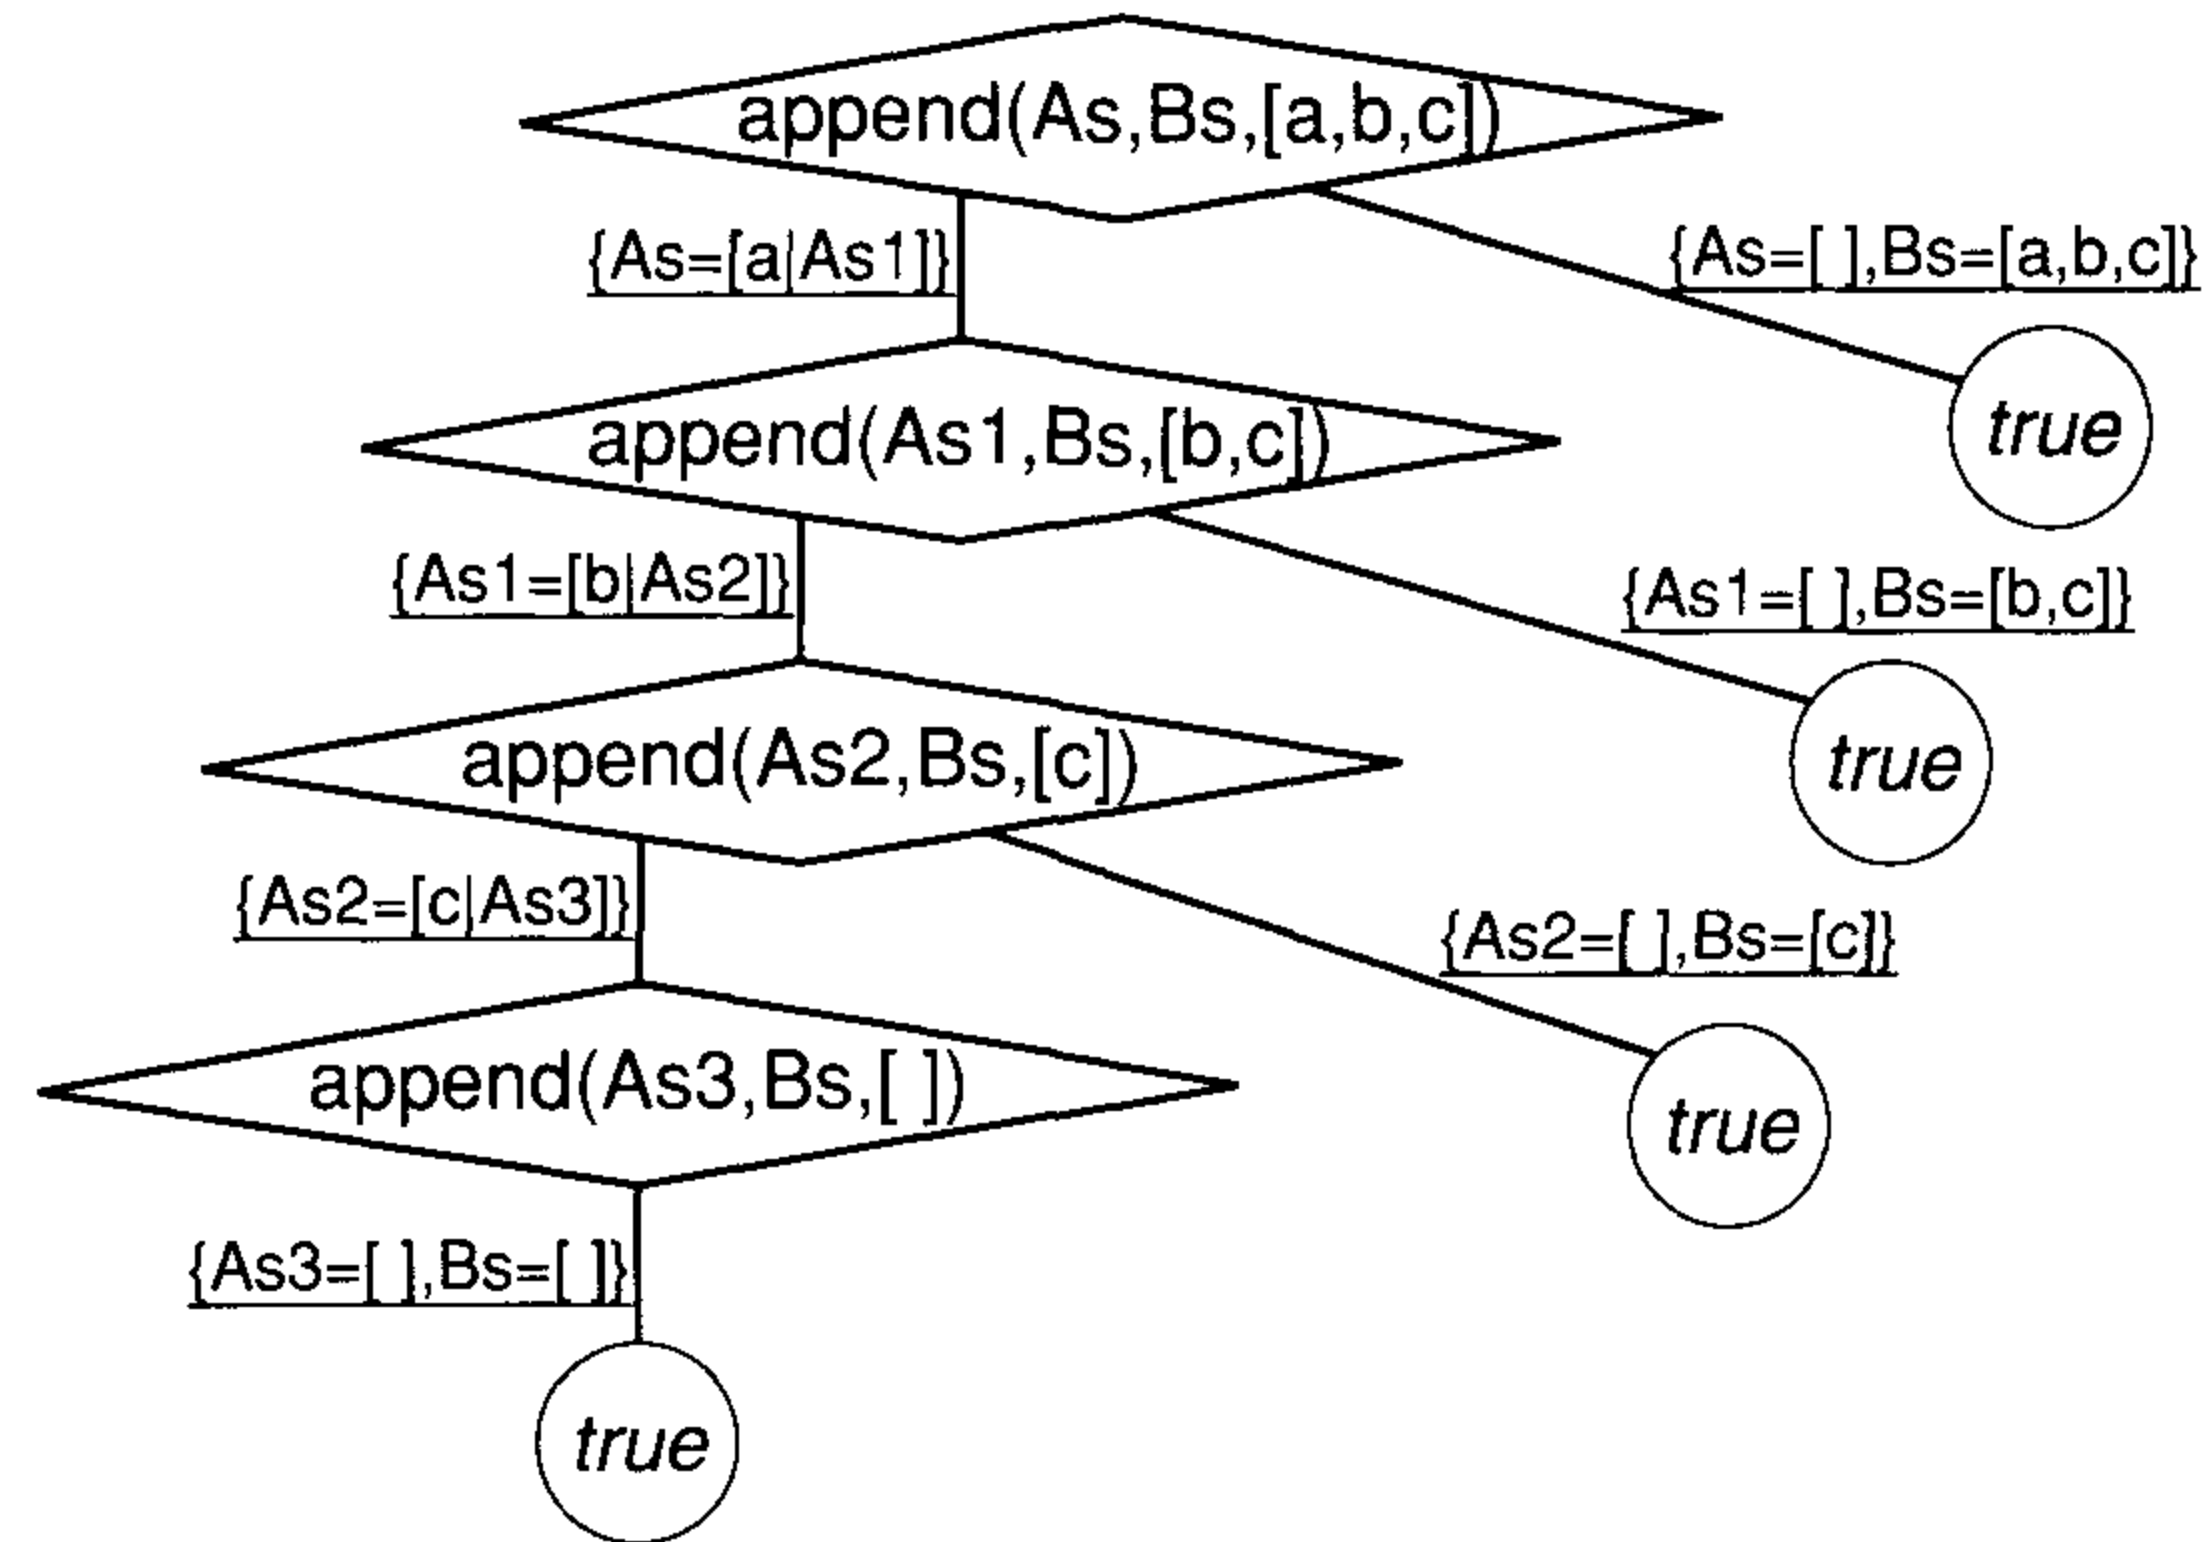 append(As,Bs,[a,b,c])
{As=[a|As1]}
{As=[ ],Bs=[a,b,c]}
true
append(As1,Bs,[b,c])
{As1=[b|As2]}
{As1=[ ],Bs=[b,c]}
true
append(As2,Bs,[c])
{As2=[c|As3]}
{As2=[ ],Bs=[c]}
true
append(As3,Bs,[ ])
{As3=[ ],Bs=[ ]}
true